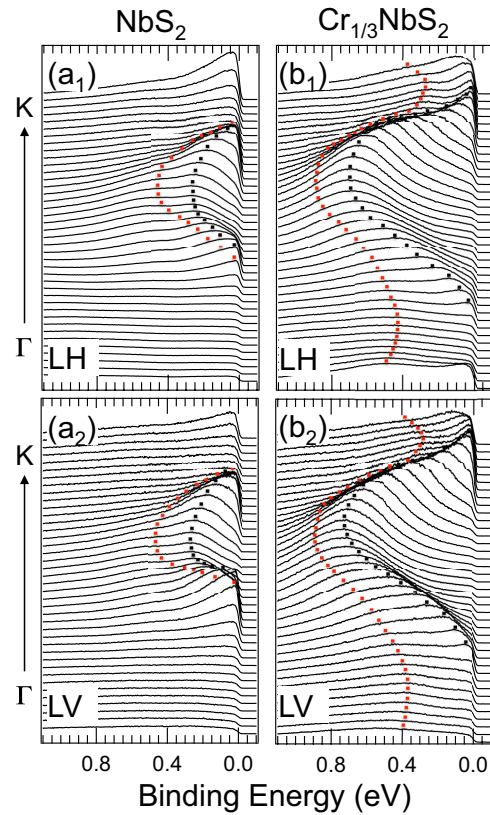 NbS₂
Cr₁/₃NbS₂
(a₁)
(b₁)
K
Γ
LH
LH
(a₂)
(b₂)
K
Γ
LV
LV
0.8 0.4 0.0 0.8 0.4 0.0
Binding Energy (eV)